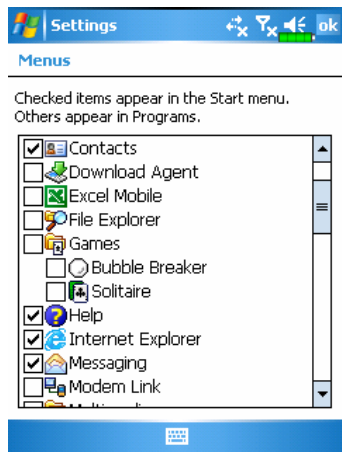 Settings
ok
Menus
Checked items appear in the Start menu.
Others appear in Programs.
Contacts
Download Agent
Excel Mobile
File Explorer
Games
Bubble Breaker
Solitaire
Help
Internet Explorer
Messaging
Modem Link